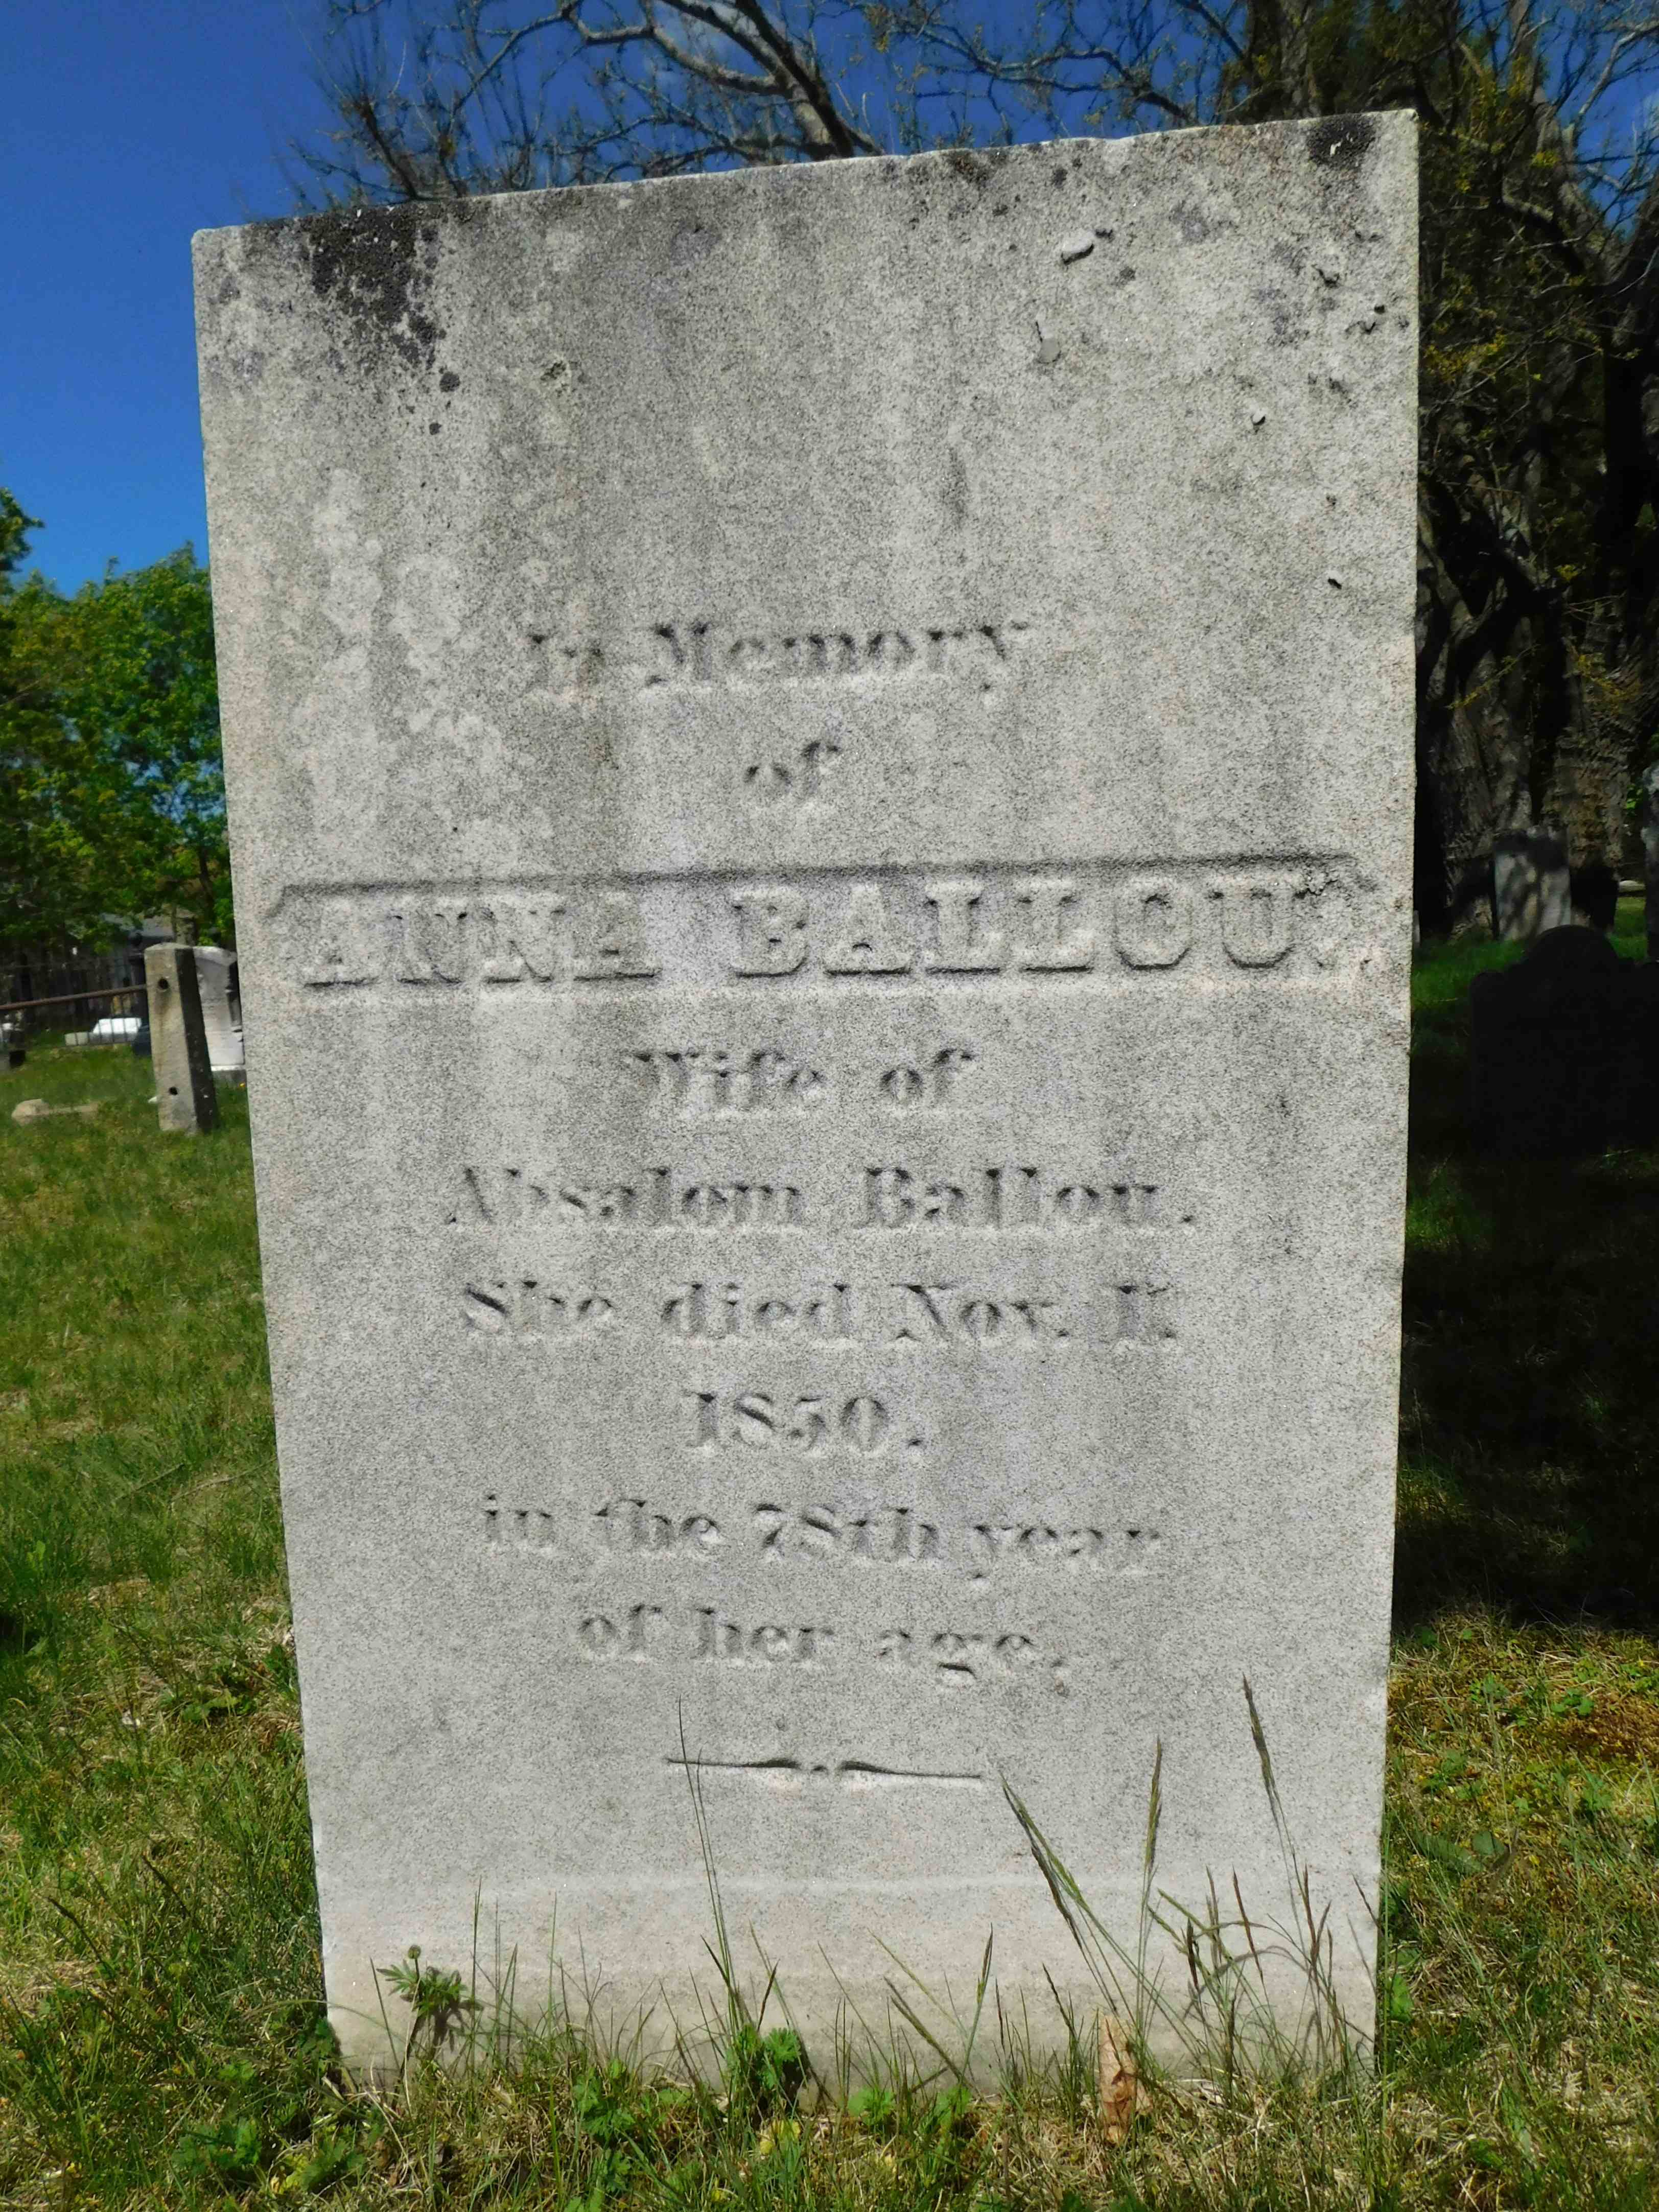 In Memory
of
ANNA BALLOU.
Wife of
Absalom Ballou.
She died Nov.
1850.
in the 78th year
of her age.